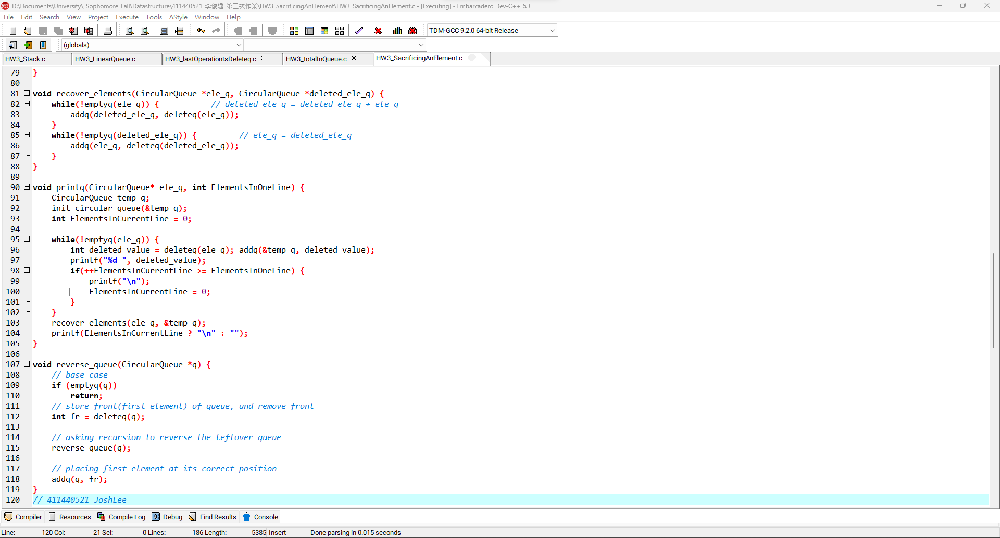 D:\Documents\University\_Sophomore_Fall\Datastructure\411440521_李俊逸_第三次作業\HW3_SacrificingAnElement\HW3_SacrificingAnElement.c - [Executing] - Embarcadero Dev-C++ 6.3
File Edit Search View Project Execute Tools AStyle Window Help
TDM-GCC 9.2.0 64-bit Release
(globals)
HW3_Stack.c HW3_LinearQueue.c HW3_lastOperationIsDeleteq.c HW3_totalInQueue.c HW3_SacrificingAnElement.c
79 }
80
81 void recover_elements(CircularQueue *ele_q, CircularQueue *deleted_ele_q) {
82 while(!emptyq(ele_q)) { // deleted_ele_q = deleted_ele_q + ele_q
83 addq(deleted_ele_q, deleteq(ele_q));
84 }
85 while(!emptyq(deleted_ele_q)) { // ele_q = deleted_ele_q
86 addq(ele_q, deleteq(deleted_ele_q));
87 }
88 }
89
90 void printq(CircularQueue* ele_q, int ElementsInOneLine) {
91 CircularQueue temp_q;
92 init_circular_queue(&temp_q);
93 int ElementsInCurrentLine = 0;
94
95 while(!emptyq(ele_q)) {
96 int deleted_value = deleteq(ele_q); addq(&temp_q, deleted_value);
97 printf("%d ", deleted_value);
98 if(++ElementsInCurrentLine >= ElementsInOneLine) {
99 printf("\n");
100 ElementsInCurrentLine = 0;
101 }
102 }
103 recover_elements(ele_q, &temp_q);
104 printf(ElementsInCurrentLine ? "\n" : "");
105 }
106
107 void reverse_queue(CircularQueue *q) {
108 // base case
109 if (emptyq(q))
110 return;
111 // store front(first element) of queue, and remove front
112 int fr = deleteq(q);
113
114 // asking recursion to reverse the leftover queue
115 reverse_queue(q);
116
117 // placing first element at its correct position
118 addq(q, fr);
119 }
120 // 411440521 JoshLee
Compiler Resources Compile Log Debug Find Results Console
Line: 120 Col: 21 Sel: 0 Lines: 186 Length: 5385 Insert Done parsing in 0.015 seconds